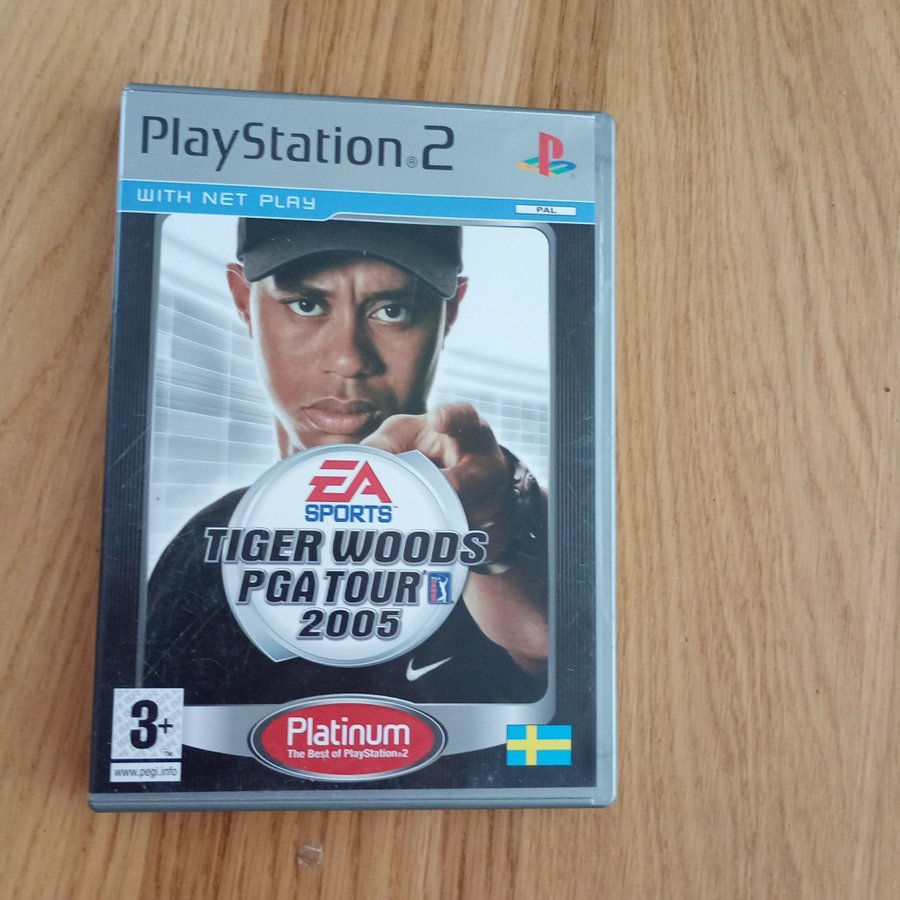 PlayStation®2
WITH NET PLAY
PAL
EA
SPORTS™
TIGER WOODS
PGA TOUR
2005
3+
™
www.pegi.info
Platinum
The Best of PlayStation®2